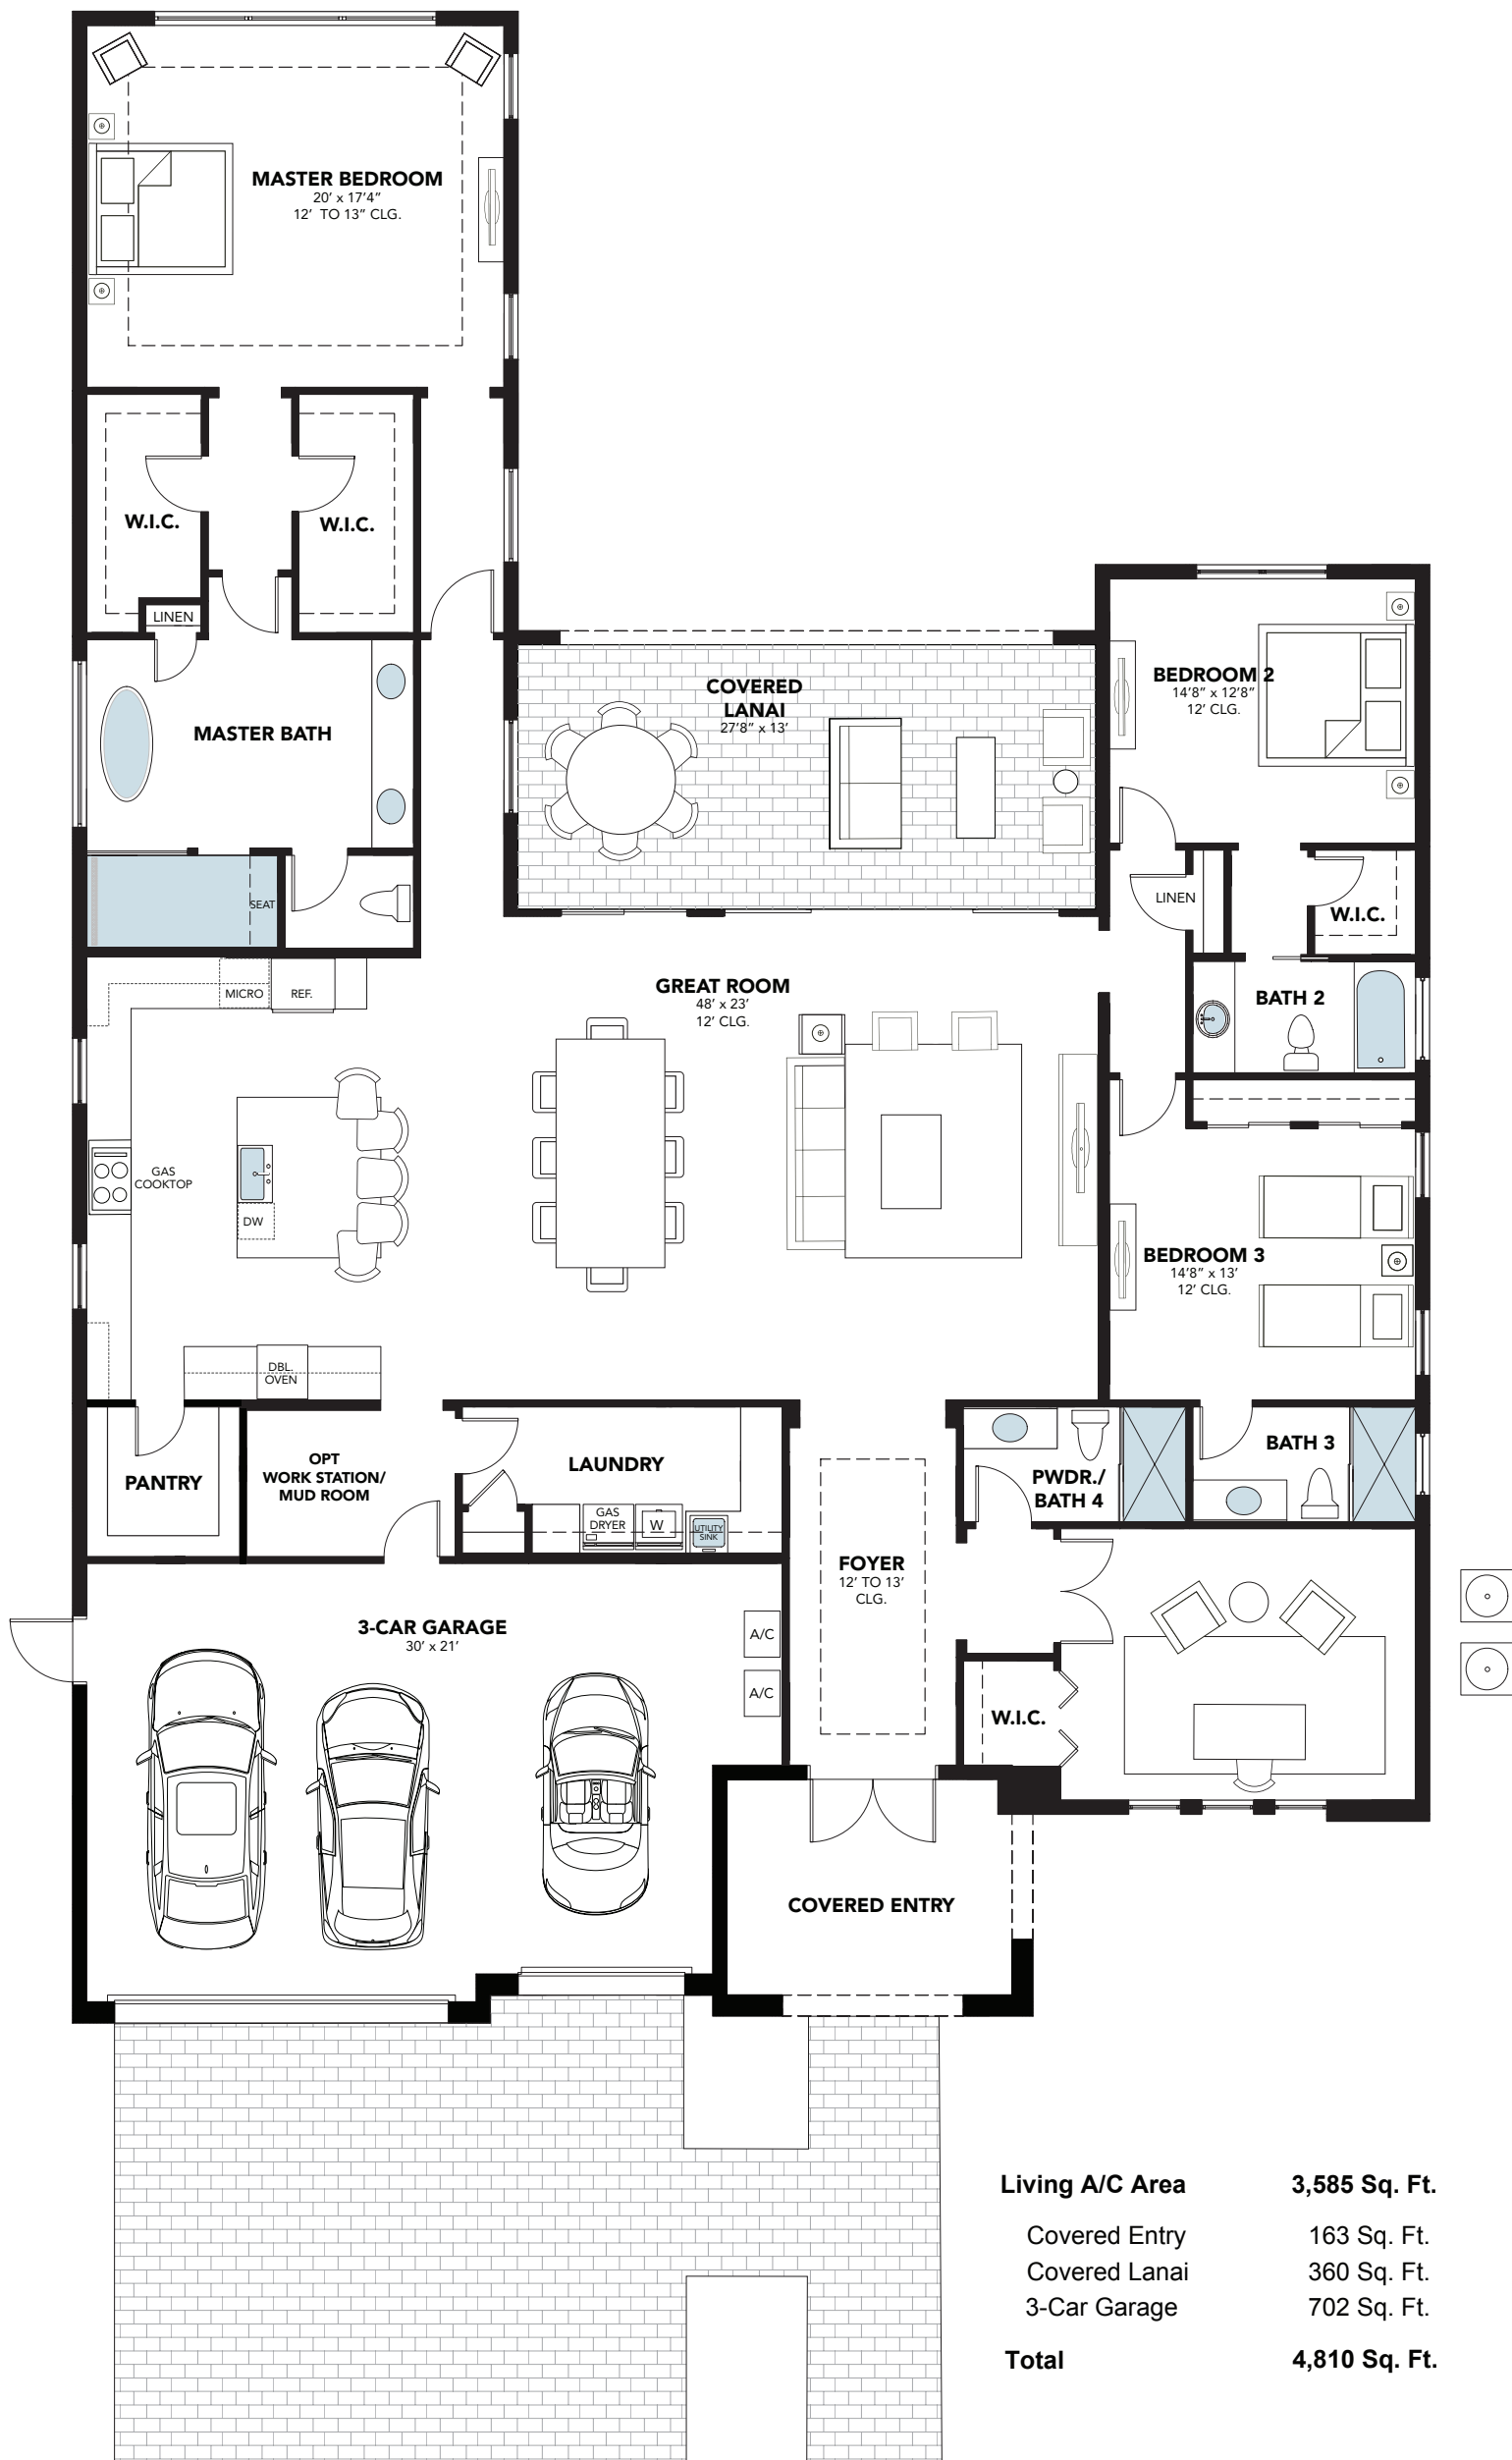 MASTER BEDROOM
20' x 17'4"
12' TO 13" CLG.
W.I.C.
W.I.C.
LINEN
MASTER BATH
SEAT
COVERED
LANAI
27'8" x 13'
BEDROOM 2
14'8" x 12'8"
12' CLG.
LINEN
W.I.C.
BATH 2
MICRO
REF.
GREAT ROOM
48' x 23'
12' CLG.
GAS
COOKTOP
DW
DBL.
OVEN
BEDROOM 3
14'8" x 13'
12' CLG.
PANTRY
OPT
WORK STATION/
MUD ROOM
LAUNDRY
GAS
DRYER
W
UTILITY
SINK
PWDR./
BATH 4
BATH 3
FOYER
12' TO 13'
CLG.
3-CAR GARAGE
30' x 21'
A/C
A/C
W.I.C.
COVERED ENTRY
Living A/C Area 3,585 Sq. Ft.
Covered Entry 163 Sq. Ft.
Covered Lanai 360 Sq. Ft.
3-Car Garage 702 Sq. Ft.
Total 4,810 Sq. Ft.